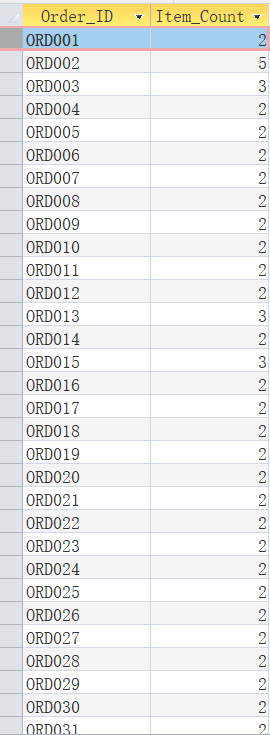 Order_ID Item_Count
ORD001 2
ORD002 5
ORD003 3
ORD004 2
ORD005 2
ORD006 2
ORD007 2
ORD008 2
ORD009 2
ORD010 2
ORD011 2
ORD012 2
ORD013 3
ORD014 2
ORD015 3
ORD016 2
ORD017 2
ORD018 2
ORD019 2
ORD020 2
ORD021 2
ORD022 2
ORD023 2
ORD024 2
ORD025 2
ORD026 2
ORD027 2
ORD028 2
ORD029 2
ORD030 2
ORD031 2